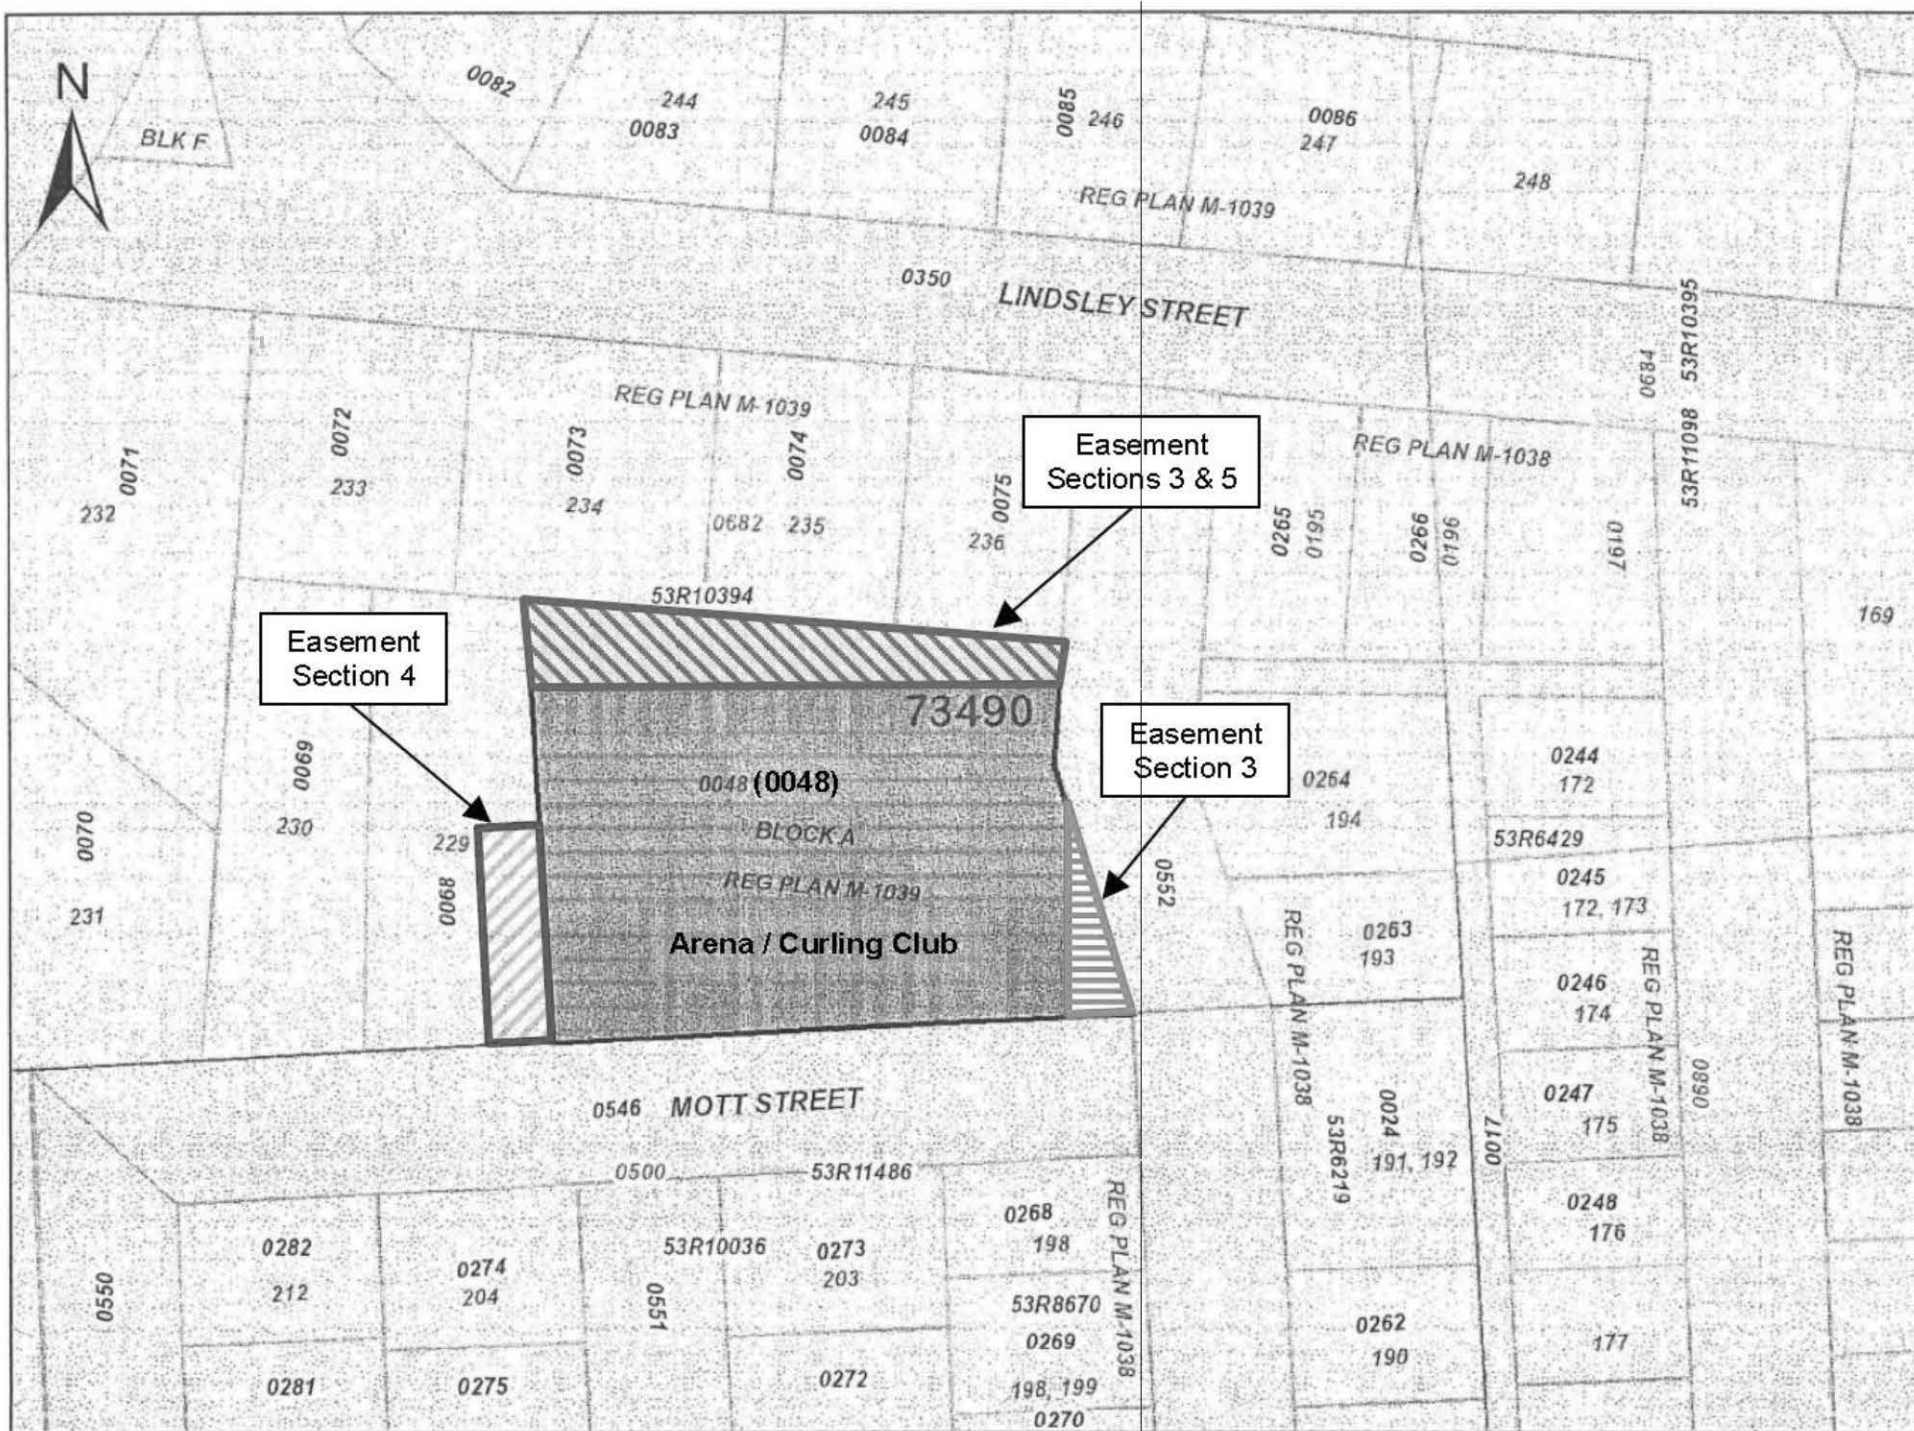 N
BLK F
0082
244
0083
245
0084
0085
246
0086
247
248
REG PLAN M-1039
0350
LINDSLEY STREET
53R10395
0684
53R11098
REG PLAN M-1039
0071
232
0072
233
0073
234
0074
0682
235
0075
236
Easement
Sections 3 & 5
REG PLAN M-1038
0265
0195
0266
0196
0197
169
53R10394
Easement
Section 4
73490
Easement
Section 3
0048
(0048)
BLOCK A
REG PLAN M-1039
Arena / Curling Club
0069
230
229
0068
0070
231
0264
194
0552
0244
172
53R6429
0245
172, 173
0263
193
REG PLAN M-1038
0246
174
REG PLAN M-1038
REG PLAN M-1038
0546
MOTT STREET
0024
191, 192
53R6219
0017
0247
175
0680
0500
53R11486
0248
176
0550
0282
212
0274
204
53R10036
0551
0273
203
0268
198
REG PLAN M-1038
53R8670
0269
0262
190
177
0281
0275
0272
198, 199
0270